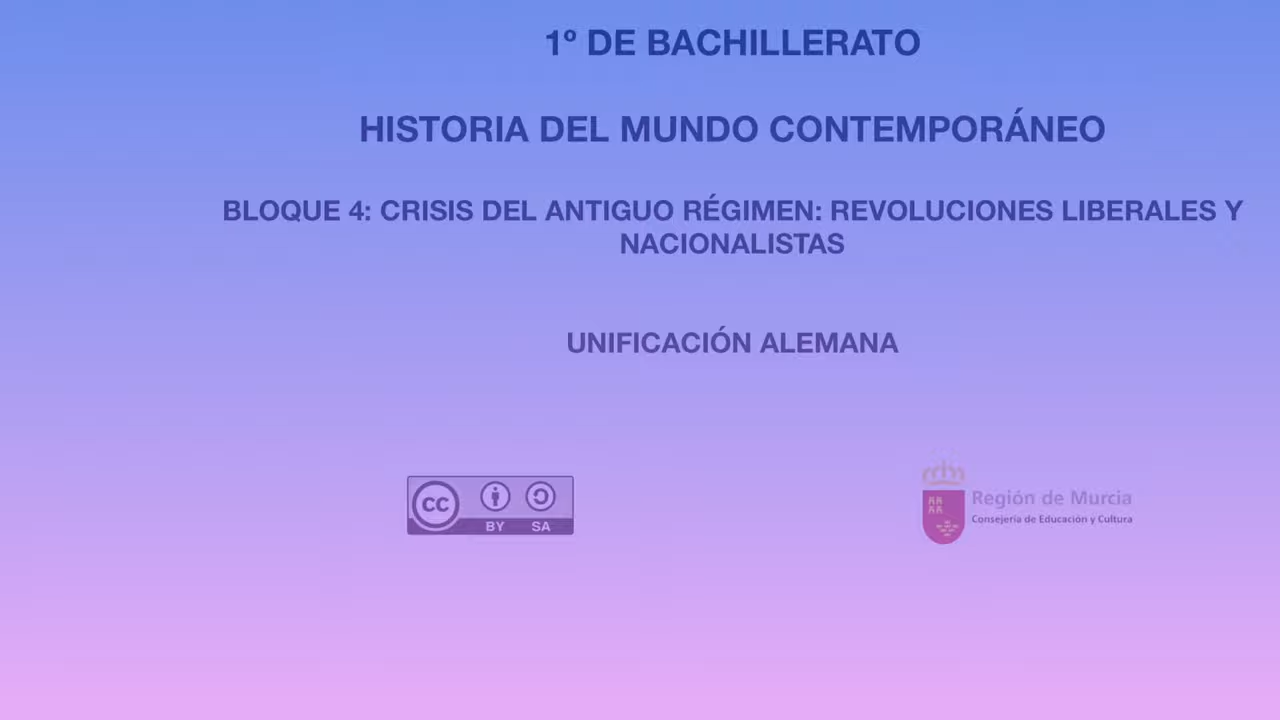 1º DE BACHILLERATO
HISTORIA DEL MUNDO CONTEMPORÁNEO
BLOQUE 4: CRISIS DEL ANTIGUO RÉGIMEN: REVOLUCIONES LIBERALES Y
NACIONALISTAS
UNIFICACIÓN ALEMANA
CC
BY SA
Región de Murcia
Consejería de Educación y Cultura